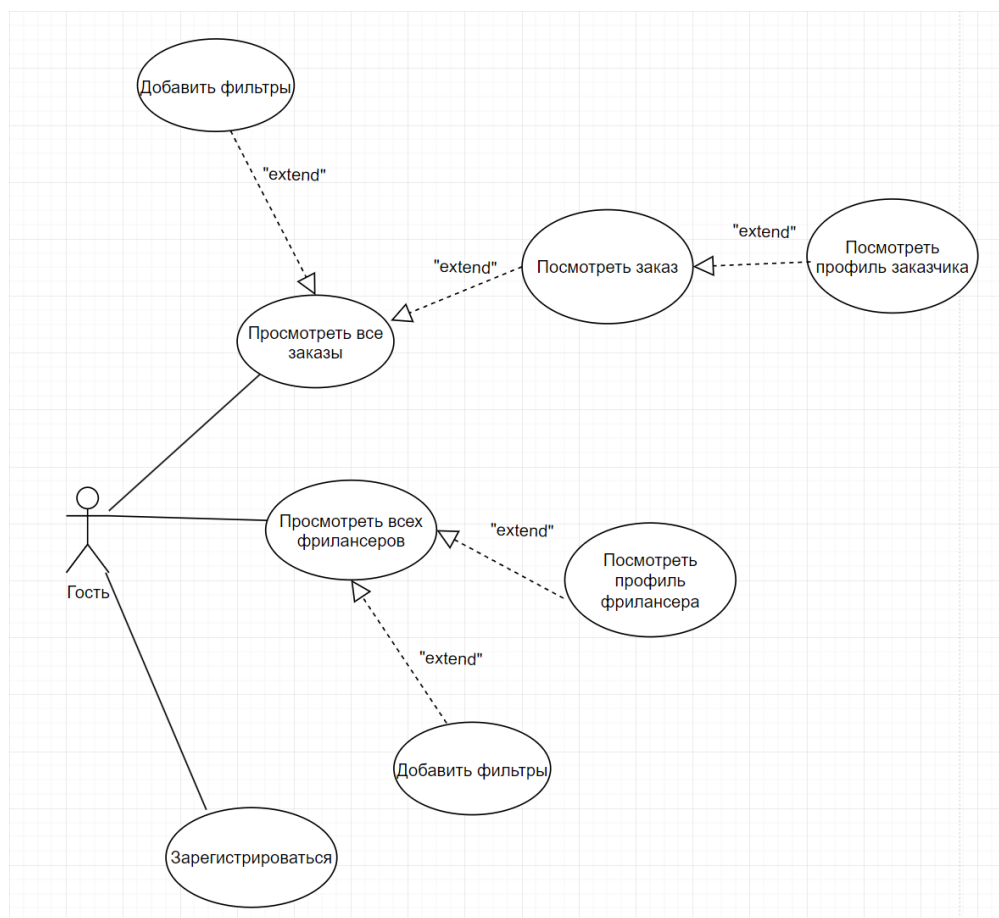 Добавить фильтры
"extend"
"extend"
Посмотреть заказ
"extend"
Посмотреть
профиль заказчика
Просмотреть все
заказы
Гость
Просмотреть всех
фрилансеров
"extend"
Посмотреть
профиль
фрилансера
"extend"
Добавить фильтры
Зарегистрироваться